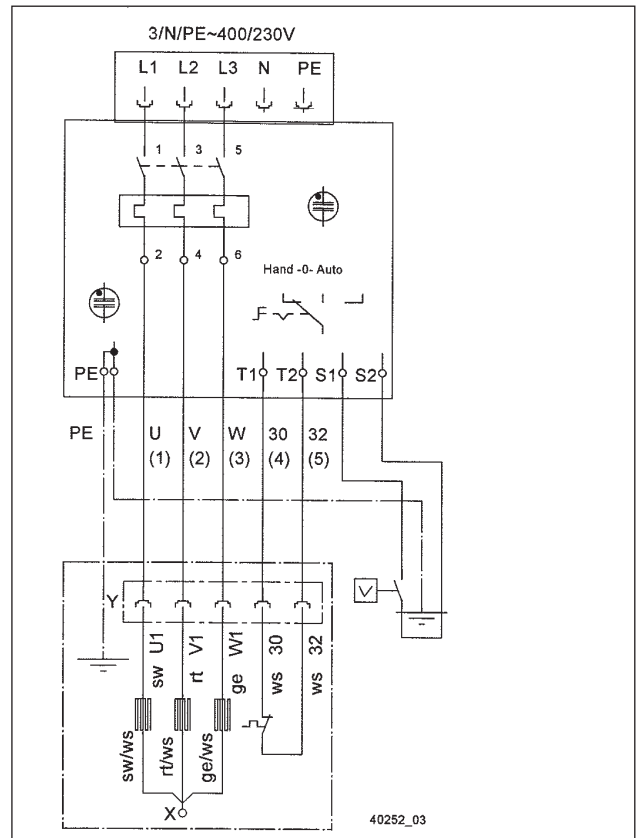 3/N/PE~400/230V
L1 L2 L3 N PE
1 3 5
2 4 6
Hand -0- Auto
PE T1 T2 S1 S2
PE U V W 30 32
(1) (2) (3) (4) (5)
Y
U1 V1 W1 30 32
sw rt ge ws ws
sw/ws rt/ws ge/ws
X
40252_03